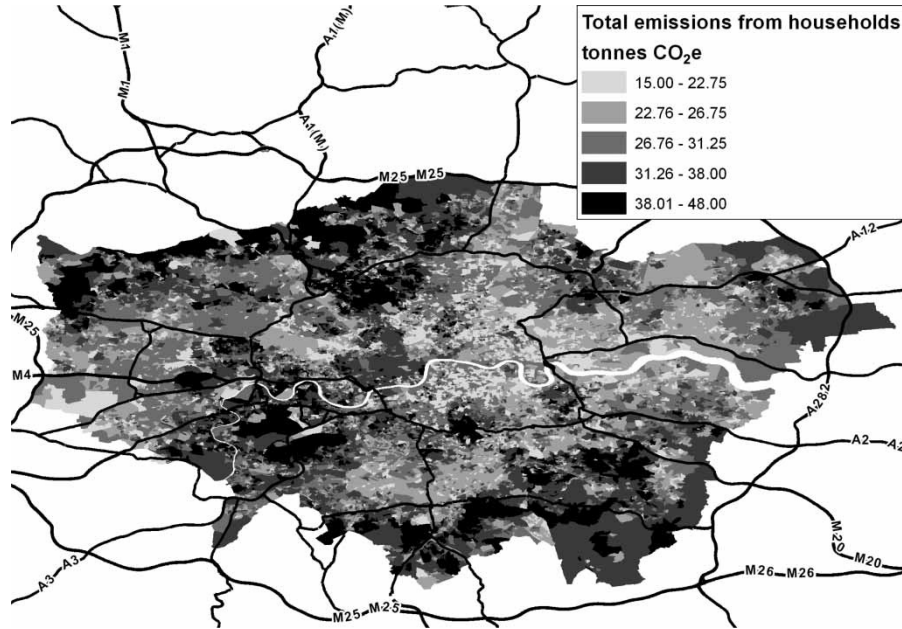 Total emissions from households
tonnes CO₂e
15.00 - 22.75
22.76 - 26.75
26.76 - 31.25
31.26 - 38.00
38.01 - 48.00
M1
M1
A1(M)
A1(M)
M25 M25
A12
M25
M4
A282
A2 A2
A3 A3
M20
M20
M26 M26
M25 M25